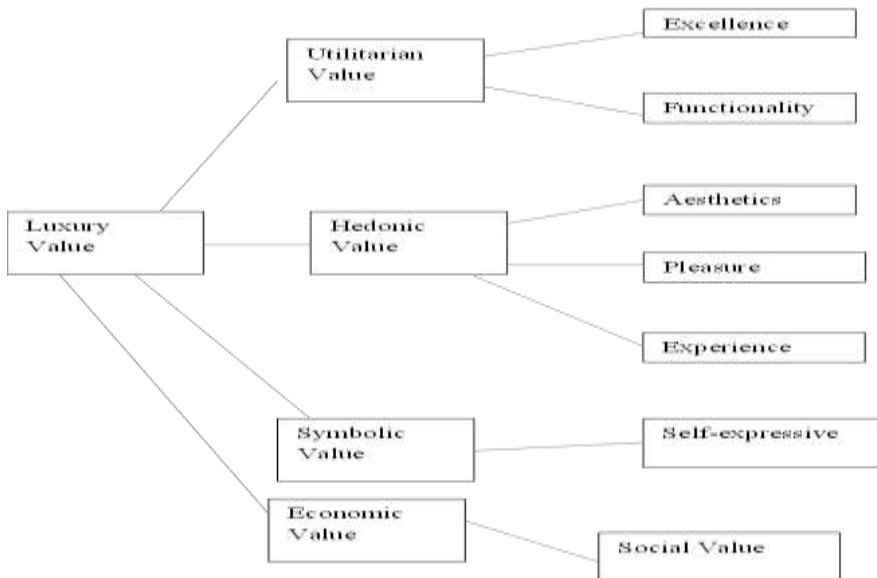 Excellence
Utilitarian
Value
Functionality
Aesthetics
Luxury
Value
Hedonic
Value
Pleasure
Experience
Symbolic
Value
Self-expressive
Economic
Value
Social Value